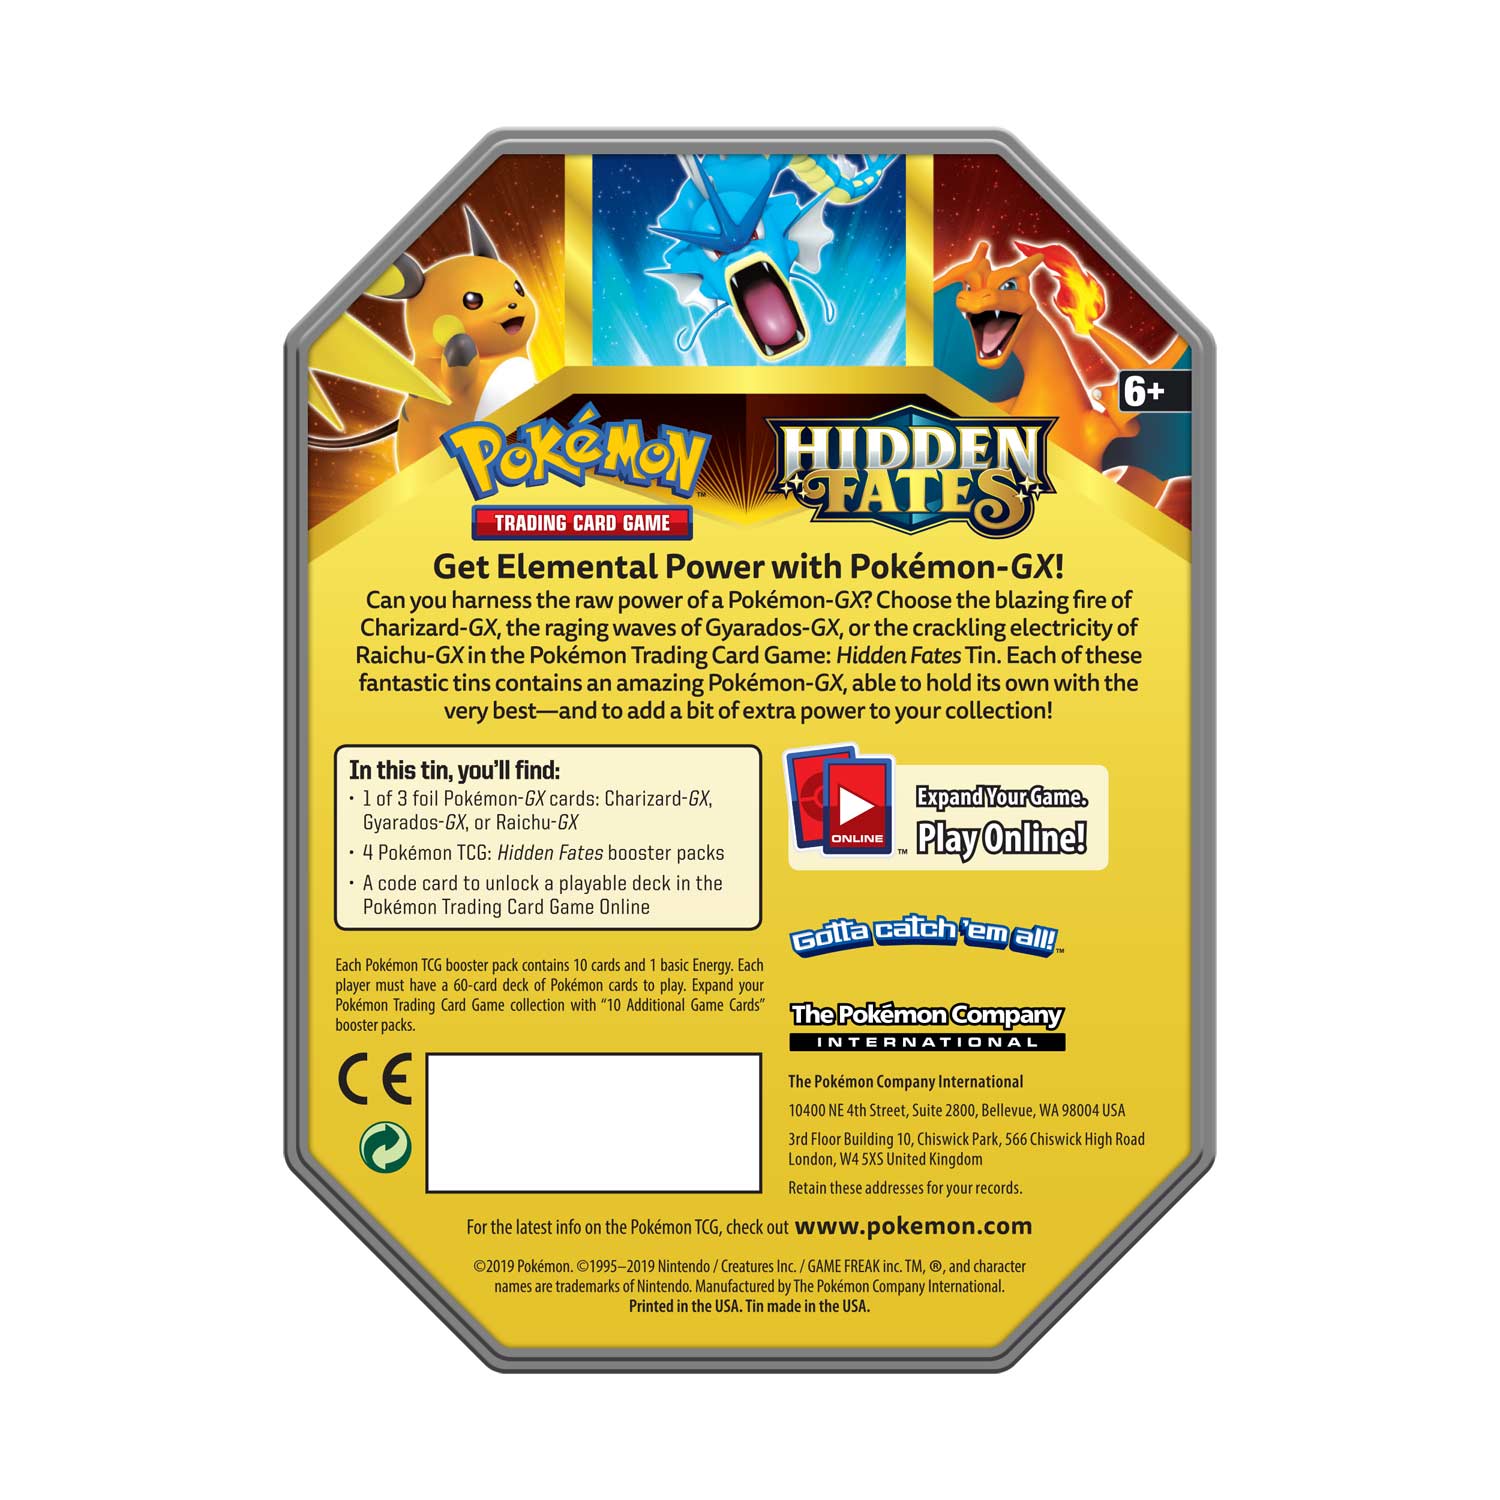 6+
POKéMON™
HIDDEN
FATES
TRADING CARD GAME
Get Elemental Power with Pokémon-GX!
Can you harness the raw power of a Pokémon-GX? Choose the blazing fire of
Charizard-GX, the raging waves of Gyarados-GX, or the crackling electricity of
Raichu-GX in the Pokémon Trading Card Game: Hidden Fates Tin. Each of these
fantastic tins contains an amazing Pokémon-GX, able to hold its own with the
very best—and to add a bit of extra power to your collection!
In this tin, you’ll find:
• 1 of 3 foil Pokémon-GX cards: Charizard-GX,
Gyarados-GX, or Raichu-GX
• 4 Pokémon TCG: Hidden Fates booster packs
• A code card to unlock a playable deck in the
Pokémon Trading Card Game Online
ONLINE™
Expand Your Game.
Play Online!
Gotta catch ’em all!™
Each Pokémon TCG booster pack contains 10 cards and 1 basic Energy. Each
player must have a 60-card deck of Pokémon cards to play. Expand your
Pokémon Trading Card Game collection with “10 Additional Game Cards”
booster packs.
CE
The Pokémon Company
INTERNATIONAL
The Pokémon Company International
10400 NE 4th Street, Suite 2800, Bellevue, WA 98004 USA
3rd Floor Building 10, Chiswick Park, 566 Chiswick High Road
London, W4 5XS United Kingdom
Retain these addresses for your records.
For the latest info on the Pokémon TCG, check out www.pokemon.com
©2019 Pokémon. ©1995–2019 Nintendo / Creatures Inc. / GAME FREAK inc. TM, ®, and character
names are trademarks of Nintendo. Manufactured by The Pokémon Company International.
Printed in the USA. Tin made in the USA.